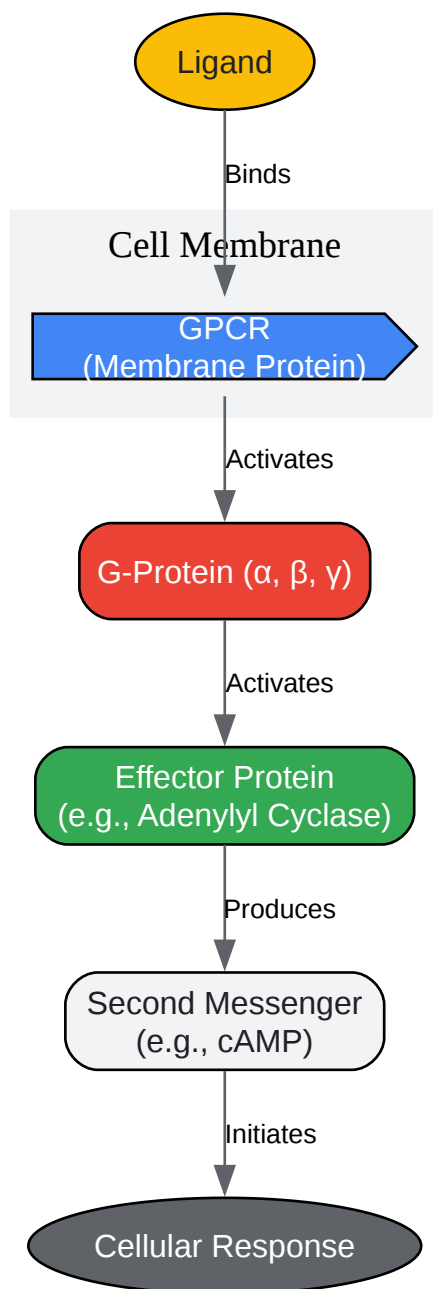 Ligand
Binds
Cell Membrane
GPCR
(Membrane Protein)
Activates
G-Protein (α, β, γ)
Activates
Effector Protein
(e.g., Adenylyl Cyclase)
Produces
Second Messenger
(e.g., cAMP)
Initiates
Cellular Response